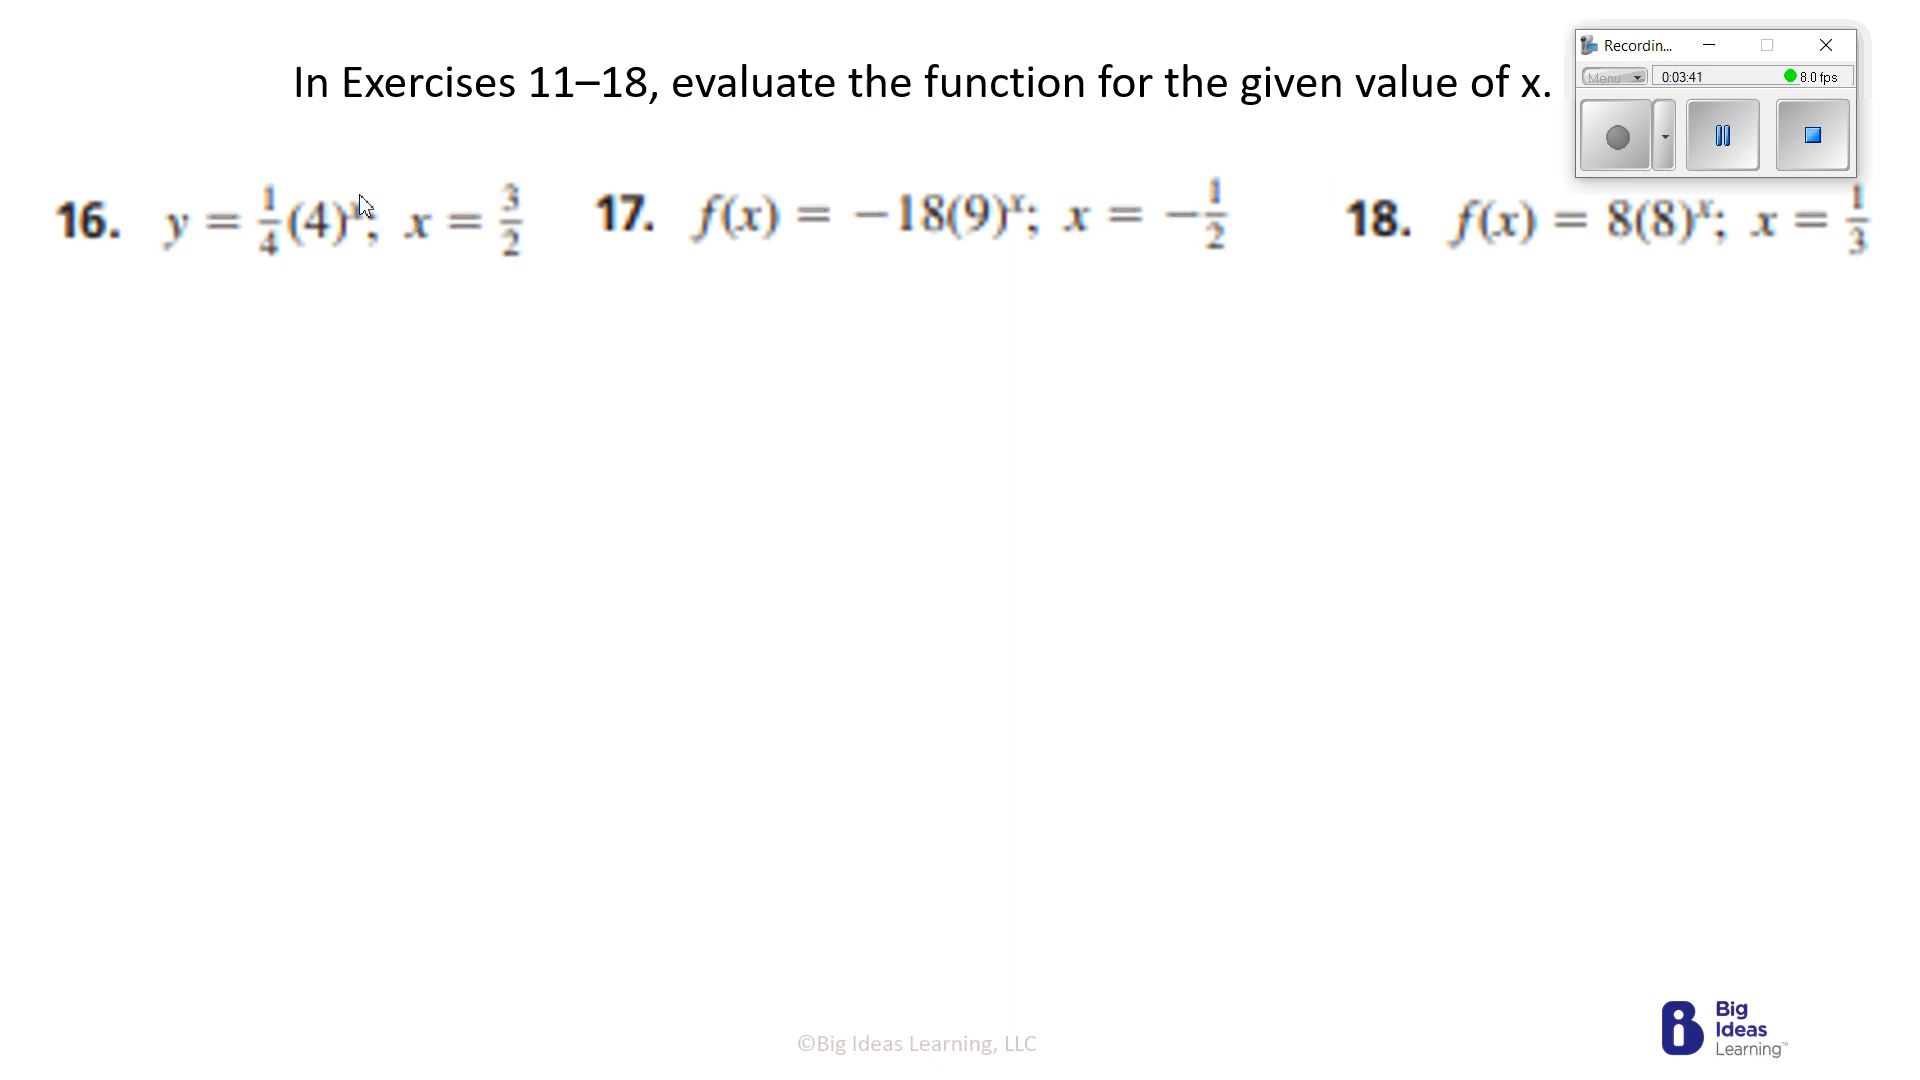 Recordin...
Menu 0:03:41 8.0 fps
In Exercises 11–18, evaluate the function for the given value of x.
16. y = 1/4(4)ˣ; x = 3/2
17. f(x) = −18(9)ˣ; x = −1/2
18. f(x) = 8(8)ˣ; x = 1/3
©Big Ideas Learning, LLC
Big
Ideas
Learning™